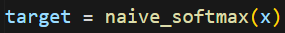 target = naive_softmax(x)